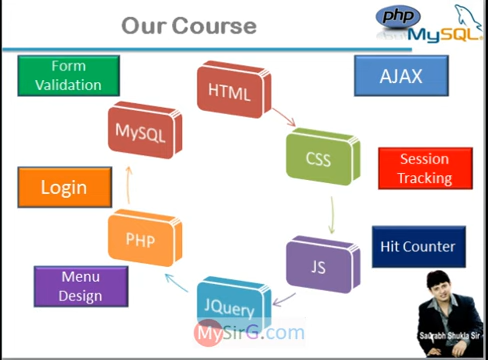 Our Course
php
MySQL
Form
Validation
HTML
AJAX
MySQL
CSS
Session
Tracking
Login
PHP
JS
Hit Counter
Menu
Design
JQuery
MySirG.com
Saurabh Shukla Sir